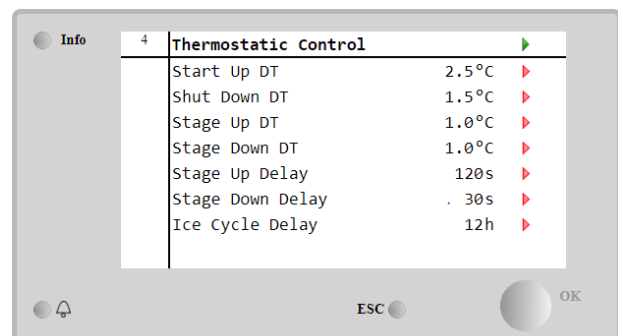 Info
4 Thermostatic Control
Start Up DT 2.5°C
Shut Down DT 1.5°C
Stage Up DT 1.0°C
Stage Down DT 1.0°C
Stage Up Delay 120s
Stage Down Delay . 30s
Ice Cycle Delay 12h
ESC
OK